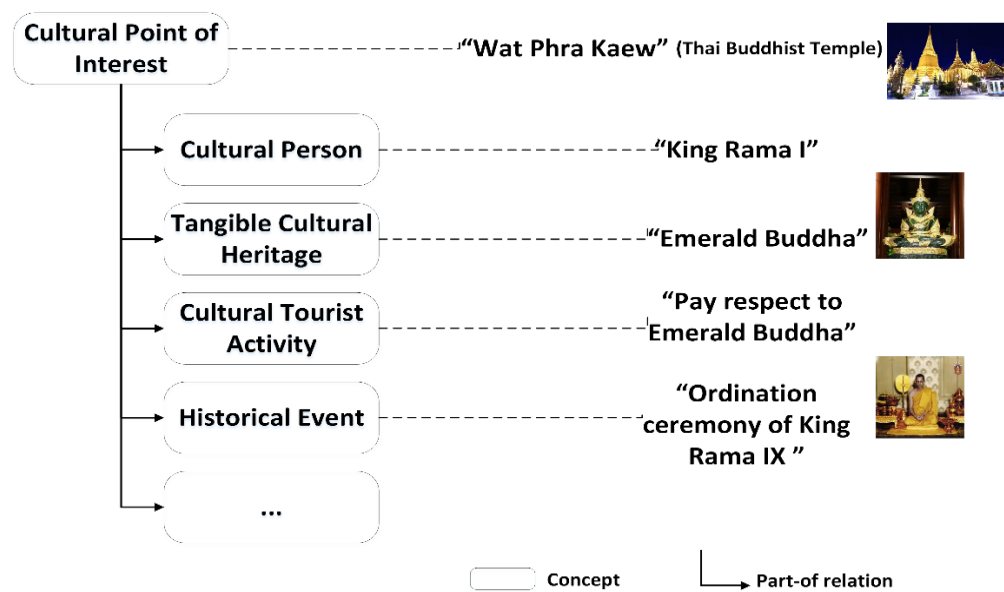 Cultural Point of
Interest
“Wat Phra Kaew” (Thai Buddhist Temple)
Cultural Person
“King Rama I”
Tangible Cultural
Heritage
“Emerald Buddha”
Cultural Tourist
Activity
“Pay respect to
Emerald Buddha”
Historical Event
“Ordination
ceremony of King
Rama IX ”
...
Concept
Part-of relation